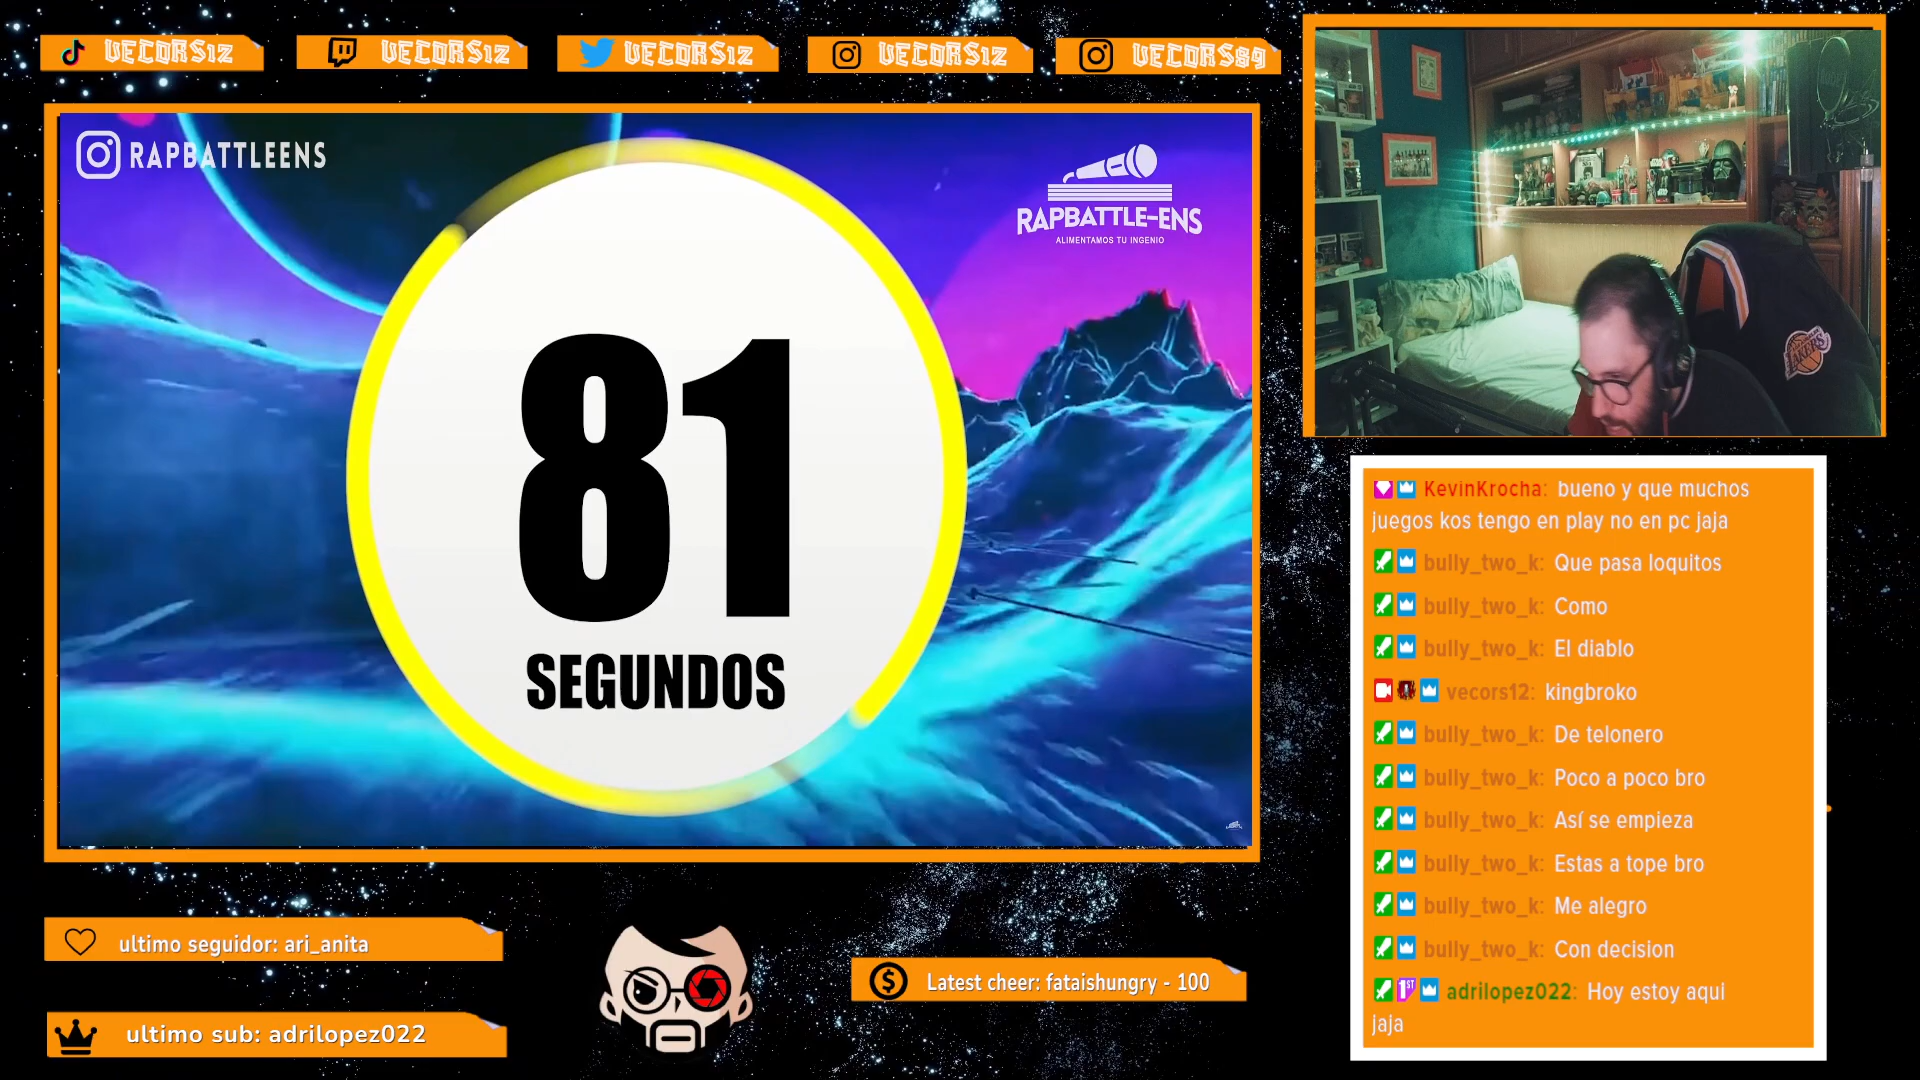 VECORS12
VECORS12
VECORS12
VECORS12
VECORS89
RAPBATTLEENS
RAPBATTLE-ENS
ALIMENTAMOS TU INGENIO
81
SEGUNDOS
LAKERS
KevinKrocha: bueno y que muchos
juegos kos tengo en play no en pc jaja
bully_two_k: Que pasa loquitos
bully_two_k: Como
bully_two_k: El diablo
vecors12: kingbroko
bully_two_k: De telonero
bully_two_k: Poco a poco bro
bully_two_k: Así se empieza
bully_two_k: Estas a tope bro
bully_two_k: Me alegro
bully_two_k: Con decision
1ST adrilopez022: Hoy estoy aqui
jaja
ultimo seguidor: ari_anita
ultimo sub: adrilopez022
Latest cheer: fataishungry - 100